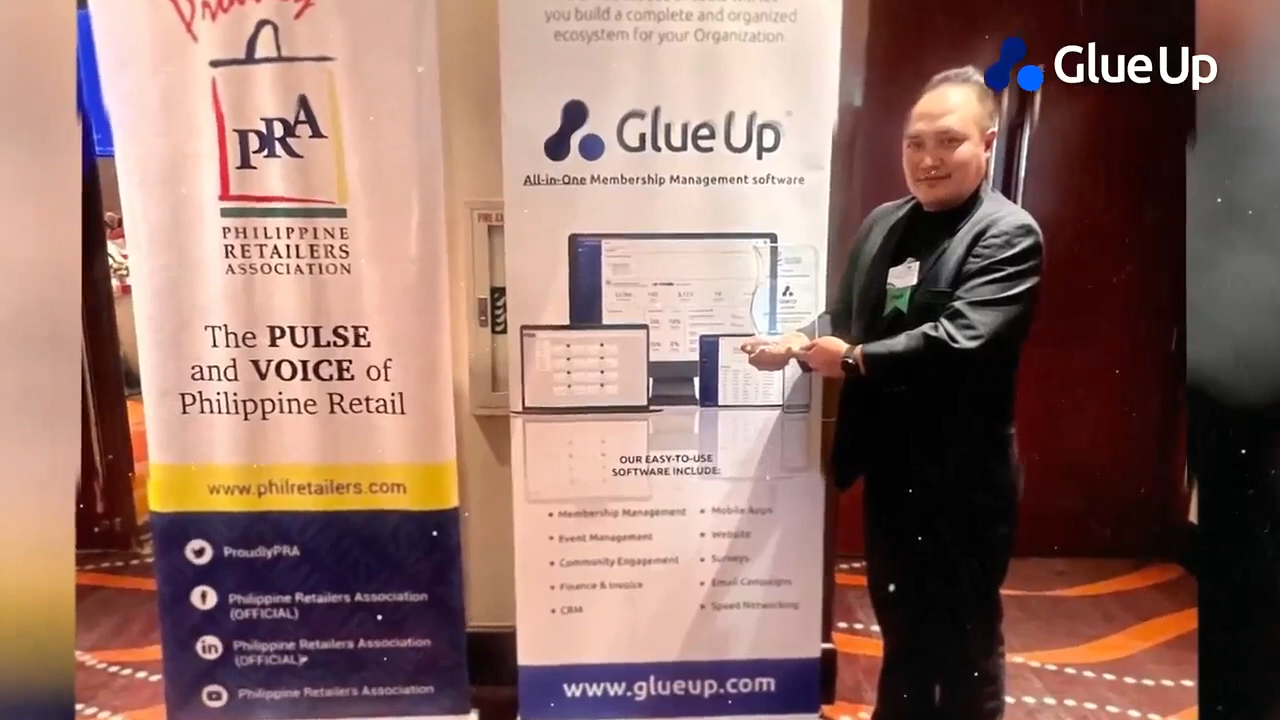 Proudly
PRA
PHILIPPINE
RETAILERS
ASSOCIATION
The PULSE
and VOICE of
Philippine Retail
www.philretailers.com
ProudlyPRA
Philippine Retailers Association
(OFFICIAL)
Philippine Retailers Association
(OFFICIAL)
Philippine Retailers Association
FIRE EX
you build a complete and organized
ecosystem for your Organization
Glue Up
All-in-One Membership Management software
OUR EASY-TO-USE
SOFTWARE INCLUDE:
• Membership Management
• Event Management
• Community Engagement
• Finance & Invoice
• CRM
• Mobile Apps
• Website
• Surveys
• Email Campaigns
• Speed Networking
www.glueup.com
Glue Up